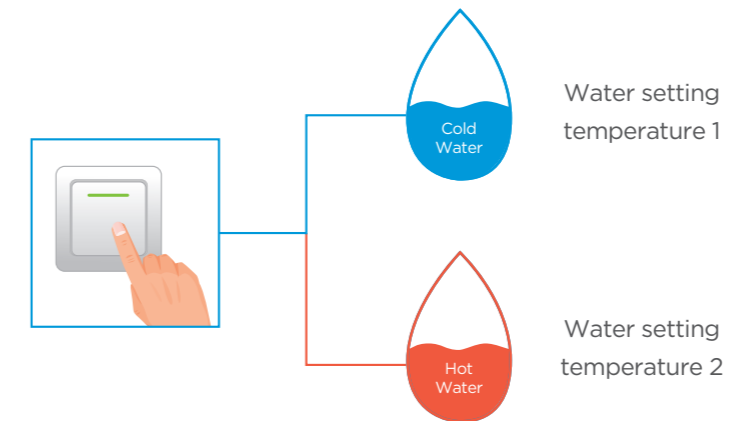 Cold
Water
Water setting
temperature 1
Hot
Water
Water setting
temperature 2